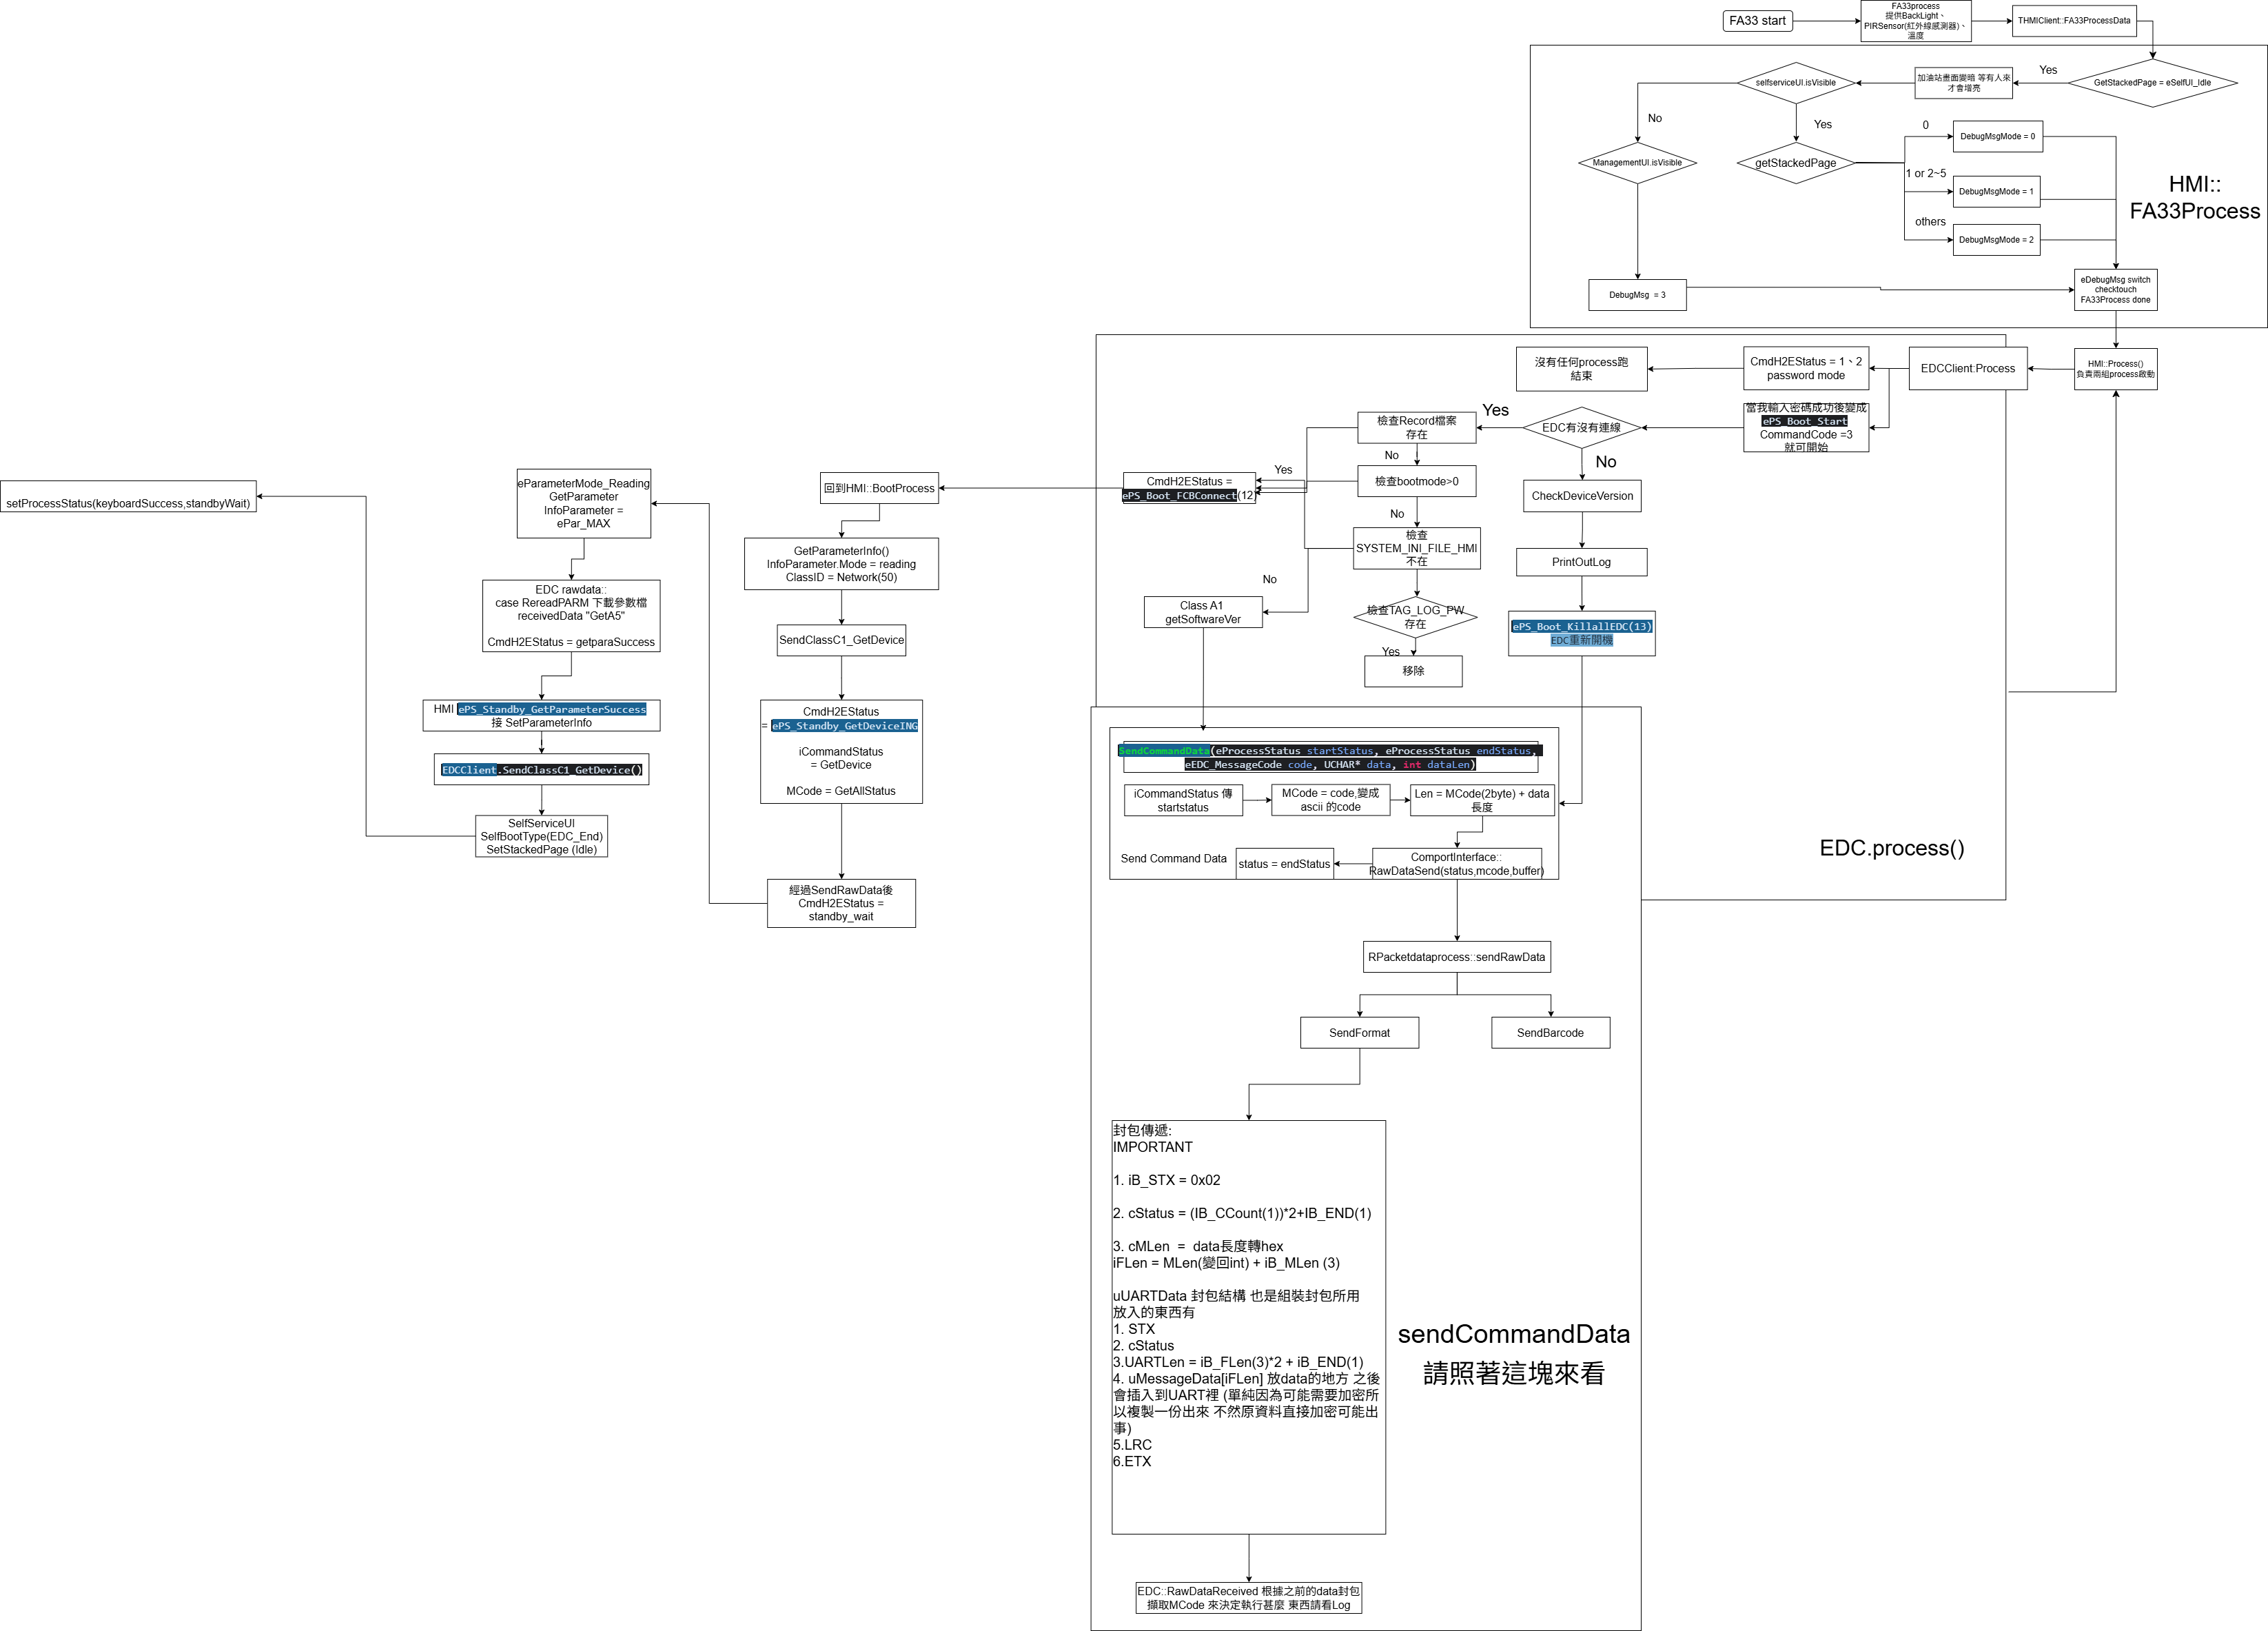 FA33 start
FA33process
提供BackLight、
PIRSensor(紅外線感測器)、
溫度
THMIClient::FA33ProcessData
GetStackedPage = eSelfUI_Idle
Yes
加油站畫面變暗 等有人來
才會增亮
selfserviceUI.isVisible
No
Yes
ManagementUI.isVisible
getStackedPage
0
DebugMsgMode = 0
1 or 2~5
DebugMsgMode = 1
others
DebugMsgMode = 2
HMI::
FA33Process
DebugMsg = 3
eDebugMsg switch
checktouch
FA33Process done
HMI::Process()
負責兩組process啟動
EDCClient:Process
CmdH2EStatus = 1、2
password mode
沒有任何process跑
結束
當我輸入密碼成功後變成
ePS_Boot_Start
CommandCode =3
就可開始
EDC有沒有連線
Yes
No
檢查Record檔案
存在
No
檢查bootmode>0
No
檢查
SYSTEM_INI_FILE_HMI
不在
檢查TAG_LOG_PW
存在
Yes
移除
CheckDeviceVersion
PrintOutLog
ePS_Boot_KillallEDC(13)
EDC重新開機
Yes
CmdH2EStatus =
ePS_Boot_FCBConnect(12)
No
Class A1
getSoftwareVer
EDC.process()
回到HMI::BootProcess
GetParameterInfo()
InfoParameter.Mode = reading
ClassID = Network(50)
SendClassC1_GetDevice
CmdH2EStatus
= ePS_Standby_GetDeviceING
iCommandStatus
= GetDevice
MCode = GetAllStatus
經過SendRawData後
CmdH2EStatus =
standby_wait
eParameterMode_Reading
GetParameter
InfoParameter =
ePar_MAX
EDC rawdata::
case RereadPARM 下載參數檔
receivedData "GetA5"
CmdH2EStatus = getparaSuccess
HMI ePS_Standby_GetParameterSuccess
接 SetParameterInfo
EDCClient.SendClassC1_GetDevice()
SelfServiceUI
SelfBootType(EDC_End)
SetStackedPage (Idle)
setProcessStatus(keyboardSuccess,standbyWait)
SendCommandData(eProcessStatus startStatus, eProcessStatus endStatus,
eEDC_MessageCode code, UCHAR* data, int dataLen)
iCommandStatus 傳
startstatus
MCode = code,變成
ascii 的code
Len = MCode(2byte) + data
長度
Send Command Data
status = endStatus
ComportInterface::
RawDataSend(status,mcode,buffer)
RPacketdataprocess::sendRawData
SendFormat
SendBarcode
封包傳遞:
IMPORTANT
1. iB_STX = 0x02
2. cStatus = (IB_CCount(1))*2+IB_END(1)
3. cMLen = data長度轉hex
iFLen = MLen(變回int) + iB_MLen (3)
uUARTData 封包結構 也是組裝封包所用
放入的東西有
1. STX
2. cStatus
3.UARTLen = iB_FLen(3)*2 + iB_END(1)
4. uMessageData[iFLen] 放data的地方 之後
會插入到UART裡 (單純因為可能需要加密所
以複製一份出來 不然原資料直接加密可能出
事)
5.LRC
6.ETX
sendCommandData
請照著這塊來看
EDC::RawDataReceived 根據之前的data封包
擷取MCode 來決定執行甚麼 東西請看Log